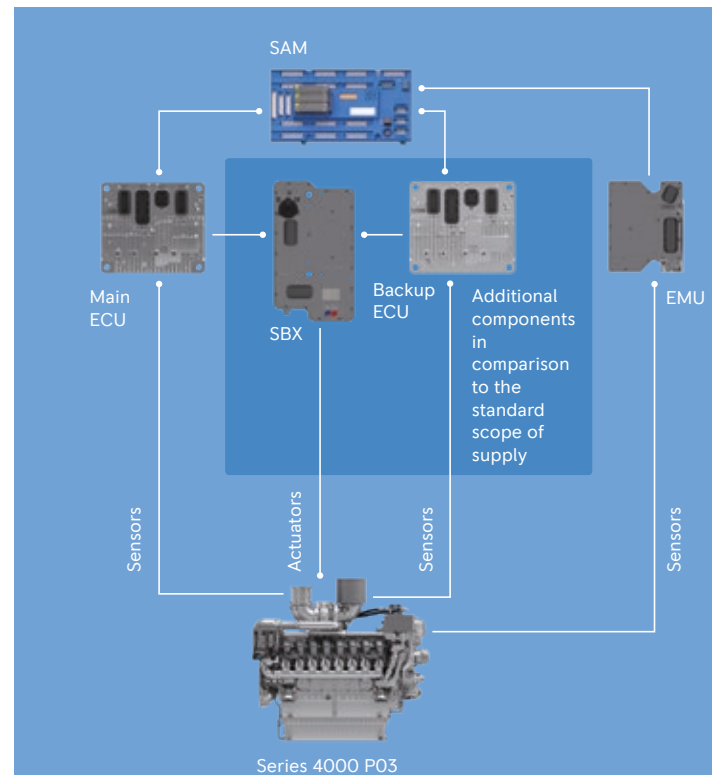 SAM
Main
ECU
SBX
Backup
ECU
Additional
components
in
comparison
to the
standard
scope of
supply
EMU
Sensors
Actuators
Sensors
Sensors
Series 4000 P03